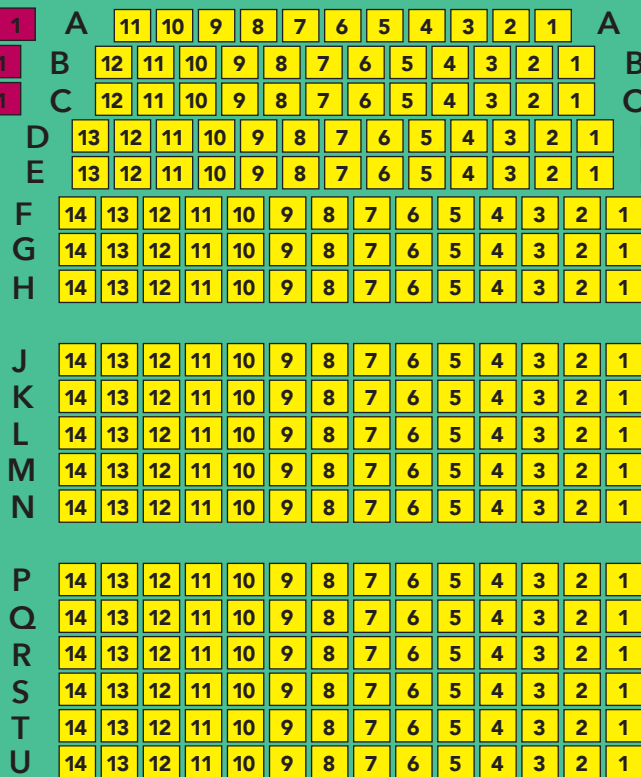 1 A 11 10 9 8 7 6 5 4 3 2 1 A
1 B 12 11 10 9 8 7 6 5 4 3 2 1 B
1 C 12 11 10 9 8 7 6 5 4 3 2 1 C
D 13 12 11 10 9 8 7 6 5 4 3 2 1
E 13 12 11 10 9 8 7 6 5 4 3 2 1
F 14 13 12 11 10 9 8 7 6 5 4 3 2 1
G 14 13 12 11 10 9 8 7 6 5 4 3 2 1
H 14 13 12 11 10 9 8 7 6 5 4 3 2 1
J 14 13 12 11 10 9 8 7 6 5 4 3 2 1
K 14 13 12 11 10 9 8 7 6 5 4 3 2 1
L 14 13 12 11 10 9 8 7 6 5 4 3 2 1
M 14 13 12 11 10 9 8 7 6 5 4 3 2 1
N 14 13 12 11 10 9 8 7 6 5 4 3 2 1
P 14 13 12 11 10 9 8 7 6 5 4 3 2 1
Q 14 13 12 11 10 9 8 7 6 5 4 3 2 1
R 14 13 12 11 10 9 8 7 6 5 4 3 2 1
S 14 13 12 11 10 9 8 7 6 5 4 3 2 1
T 14 13 12 11 10 9 8 7 6 5 4 3 2 1
U 14 13 12 11 10 9 8 7 6 5 4 3 2 1